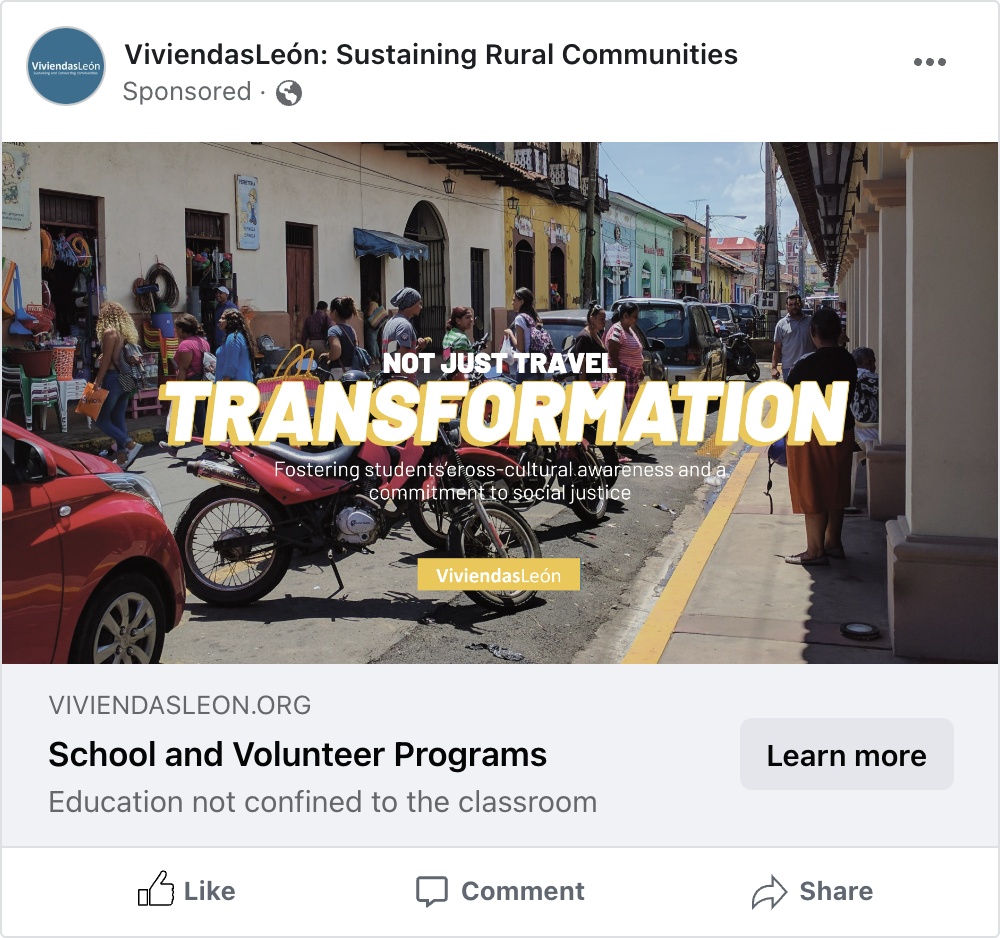 ViviendasLeón
Sustaining and Connecting communities
ViviendasLeón: Sustaining Rural Communities
Sponsored ·
NOT JUST TRAVEL
TRANSFORMATION
Fostering students'cross-cultural awareness and a
commitment to social justice
ViviendasLeón
VIVIENDASLEON.ORG
School and Volunteer Programs
Learn more
Education not confined to the classroom
Like
Comment
Share